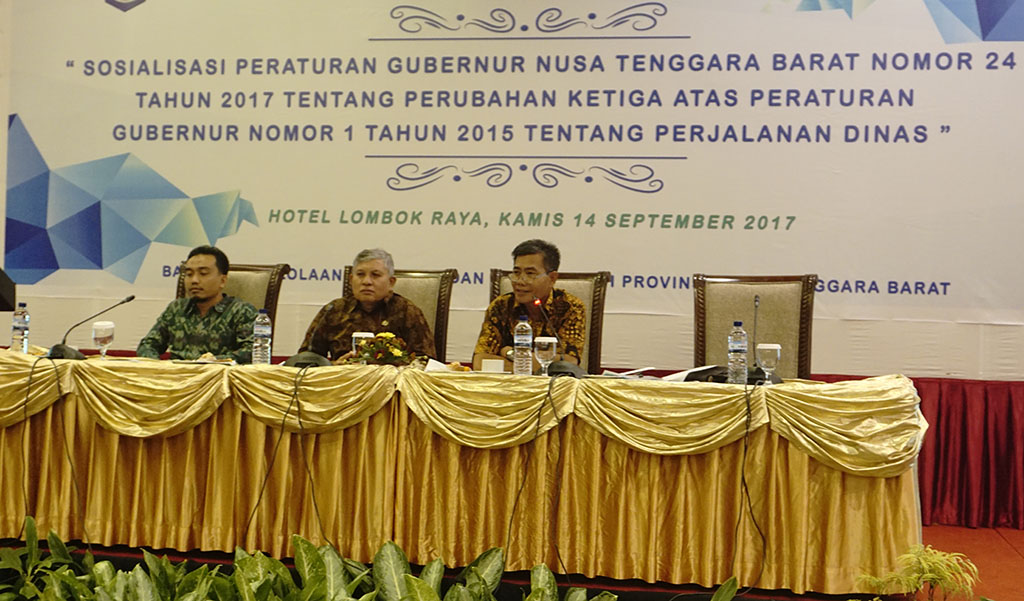 “ SOSIALISASI PERATURAN GUBERNUR NUSA TENGGARA BARAT NOMOR 24
TAHUN 2017 TENTANG PERUBAHAN KETIGA ATAS PERATURAN
GUBERNUR NOMOR 1 TAHUN 2015 TENTANG PERJALANAN DINAS ”
HOTEL LOMBOK RAYA, KAMIS 14 SEPTEMBER 2017
PROVIN GGARA BARAT